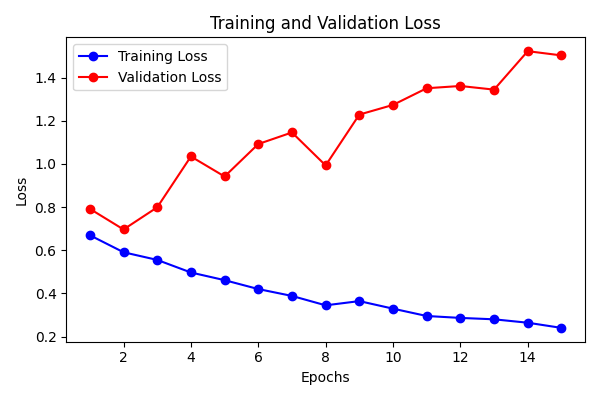 Training and Validation Loss
Training Loss
Validation Loss
1.4
1.2
1.0
0.8
0.6
0.4
0.2
Loss
2 4 6 8 10 12 14
Epochs